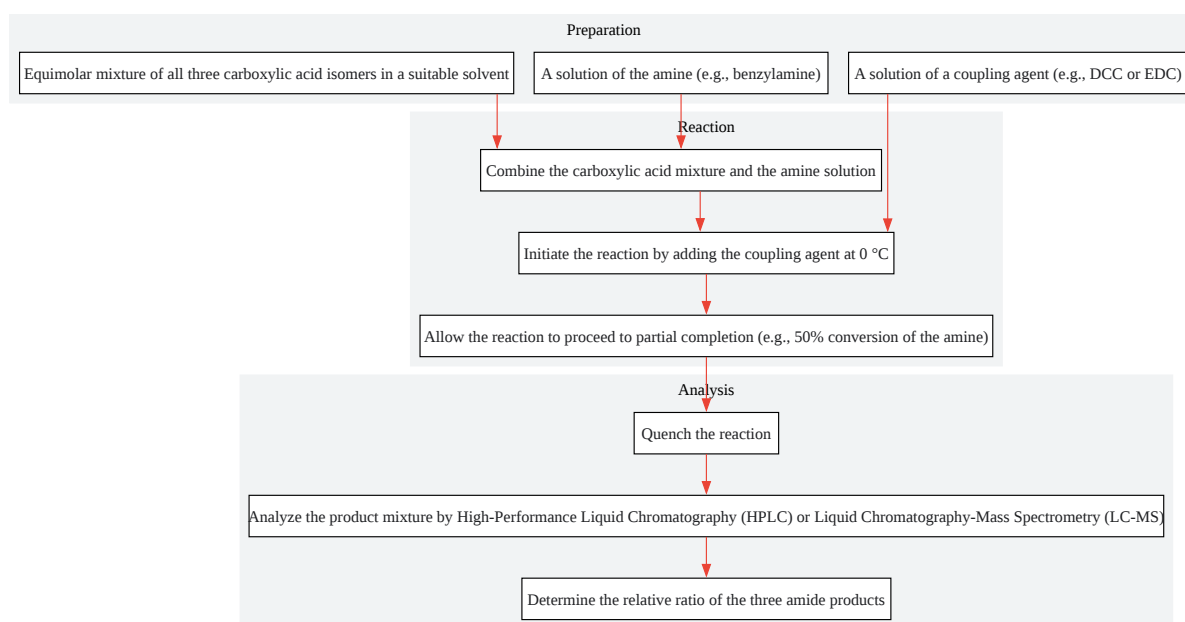 Preparation
Equimolar mixture of all three carboxylic acid isomers in a suitable solvent
A solution of the amine (e.g., benzylamine)
A solution of a coupling agent (e.g., DCC or EDC)
Reaction
Combine the carboxylic acid mixture and the amine solution
Initiate the reaction by adding the coupling agent at 0 °C
Allow the reaction to proceed to partial completion (e.g., 50% conversion of the amine)
Analysis
Quench the reaction
Analyze the product mixture by High-Performance Liquid Chromatography (HPLC) or Liquid Chromatography-Mass Spectrometry (LC-MS)
Determine the relative ratio of the three amide products